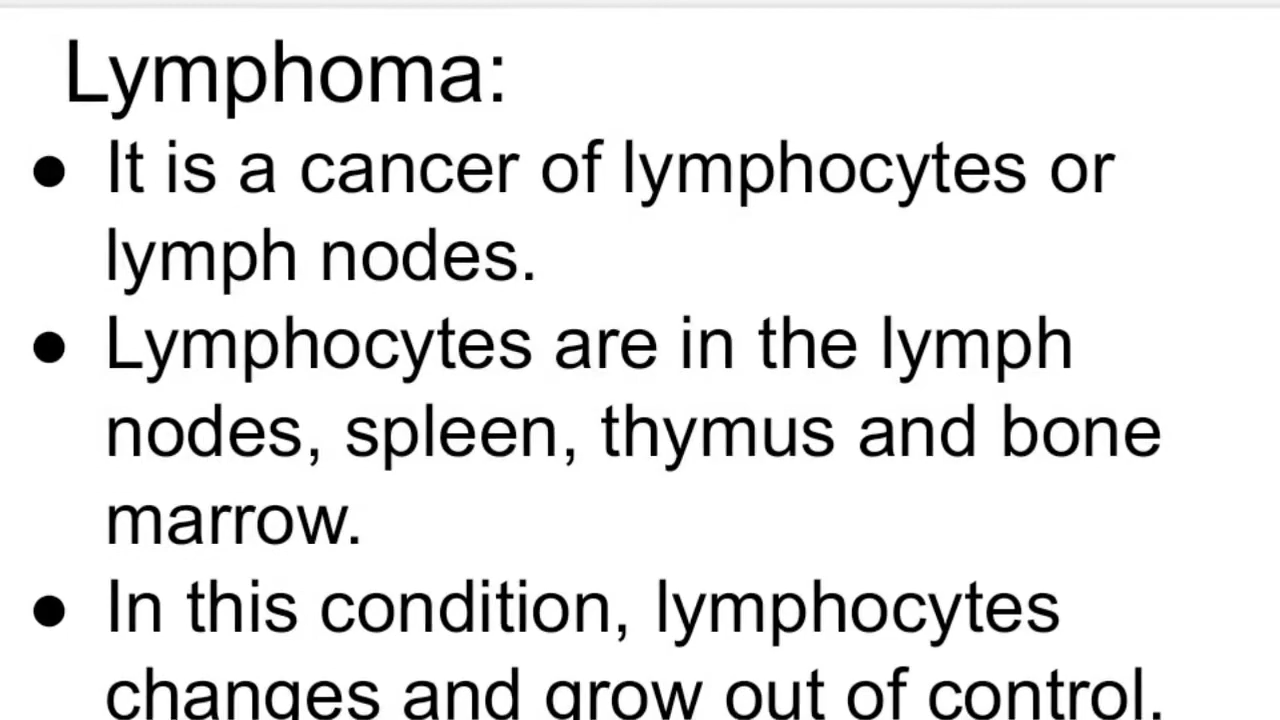 Lymphoma:
● It is a cancer of lymphocytes or
lymph nodes.
● Lymphocytes are in the lymph
nodes, spleen, thymus and bone
marrow.
● In this condition, lymphocytes
changes and grow out of control.